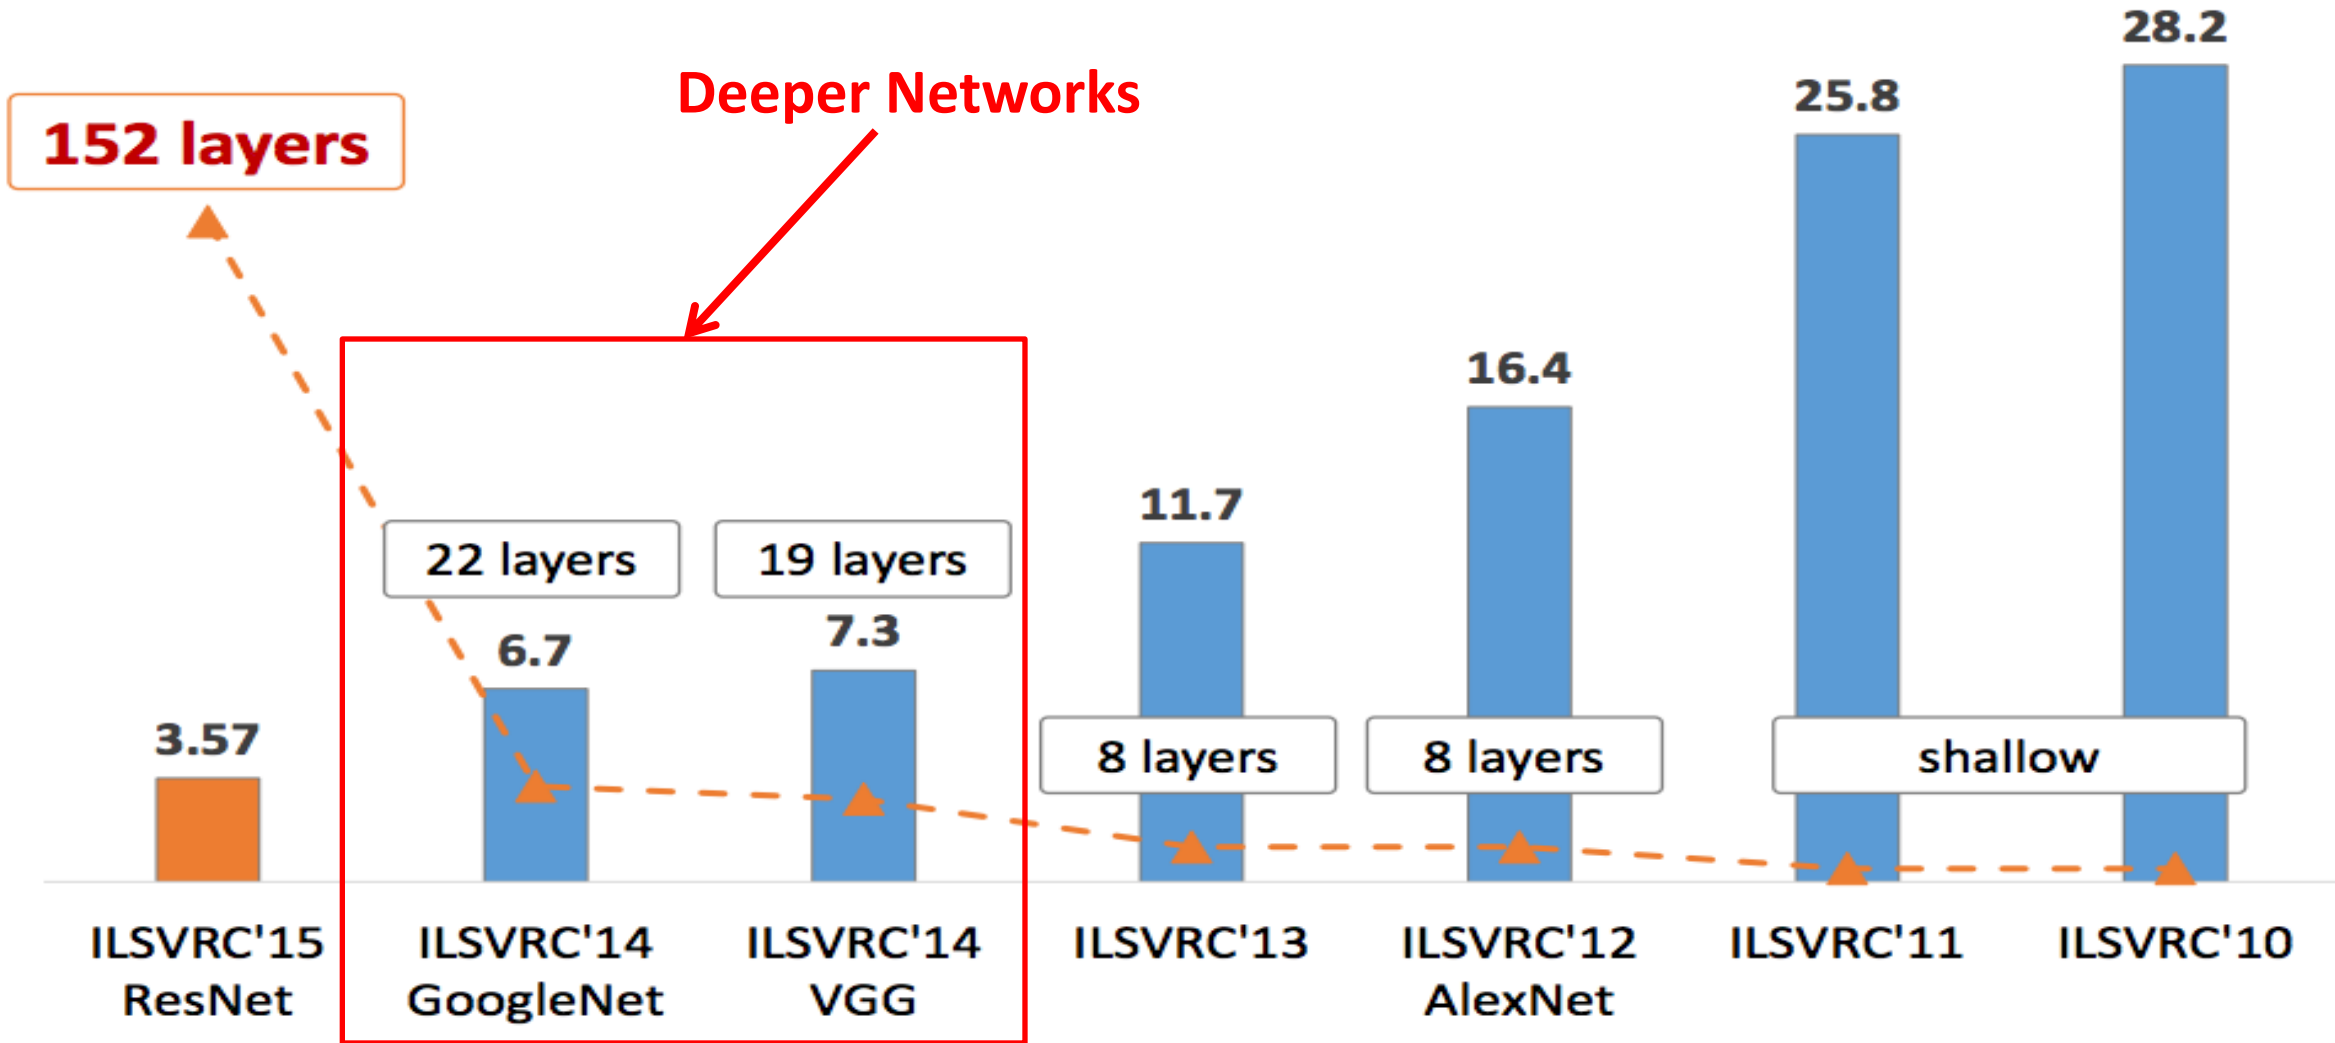 28.2
Deeper Networks
25.8
152 layers
16.4
11.7
22 layers
19 layers
7.3
6.7
3.57
8 layers
8 layers
shallow
ILSVRC'15
ResNet
ILSVRC'14
GoogleNet
ILSVRC'14
VGG
ILSVRC'13
ILSVRC'12
AlexNet
ILSVRC'11
ILSVRC'10